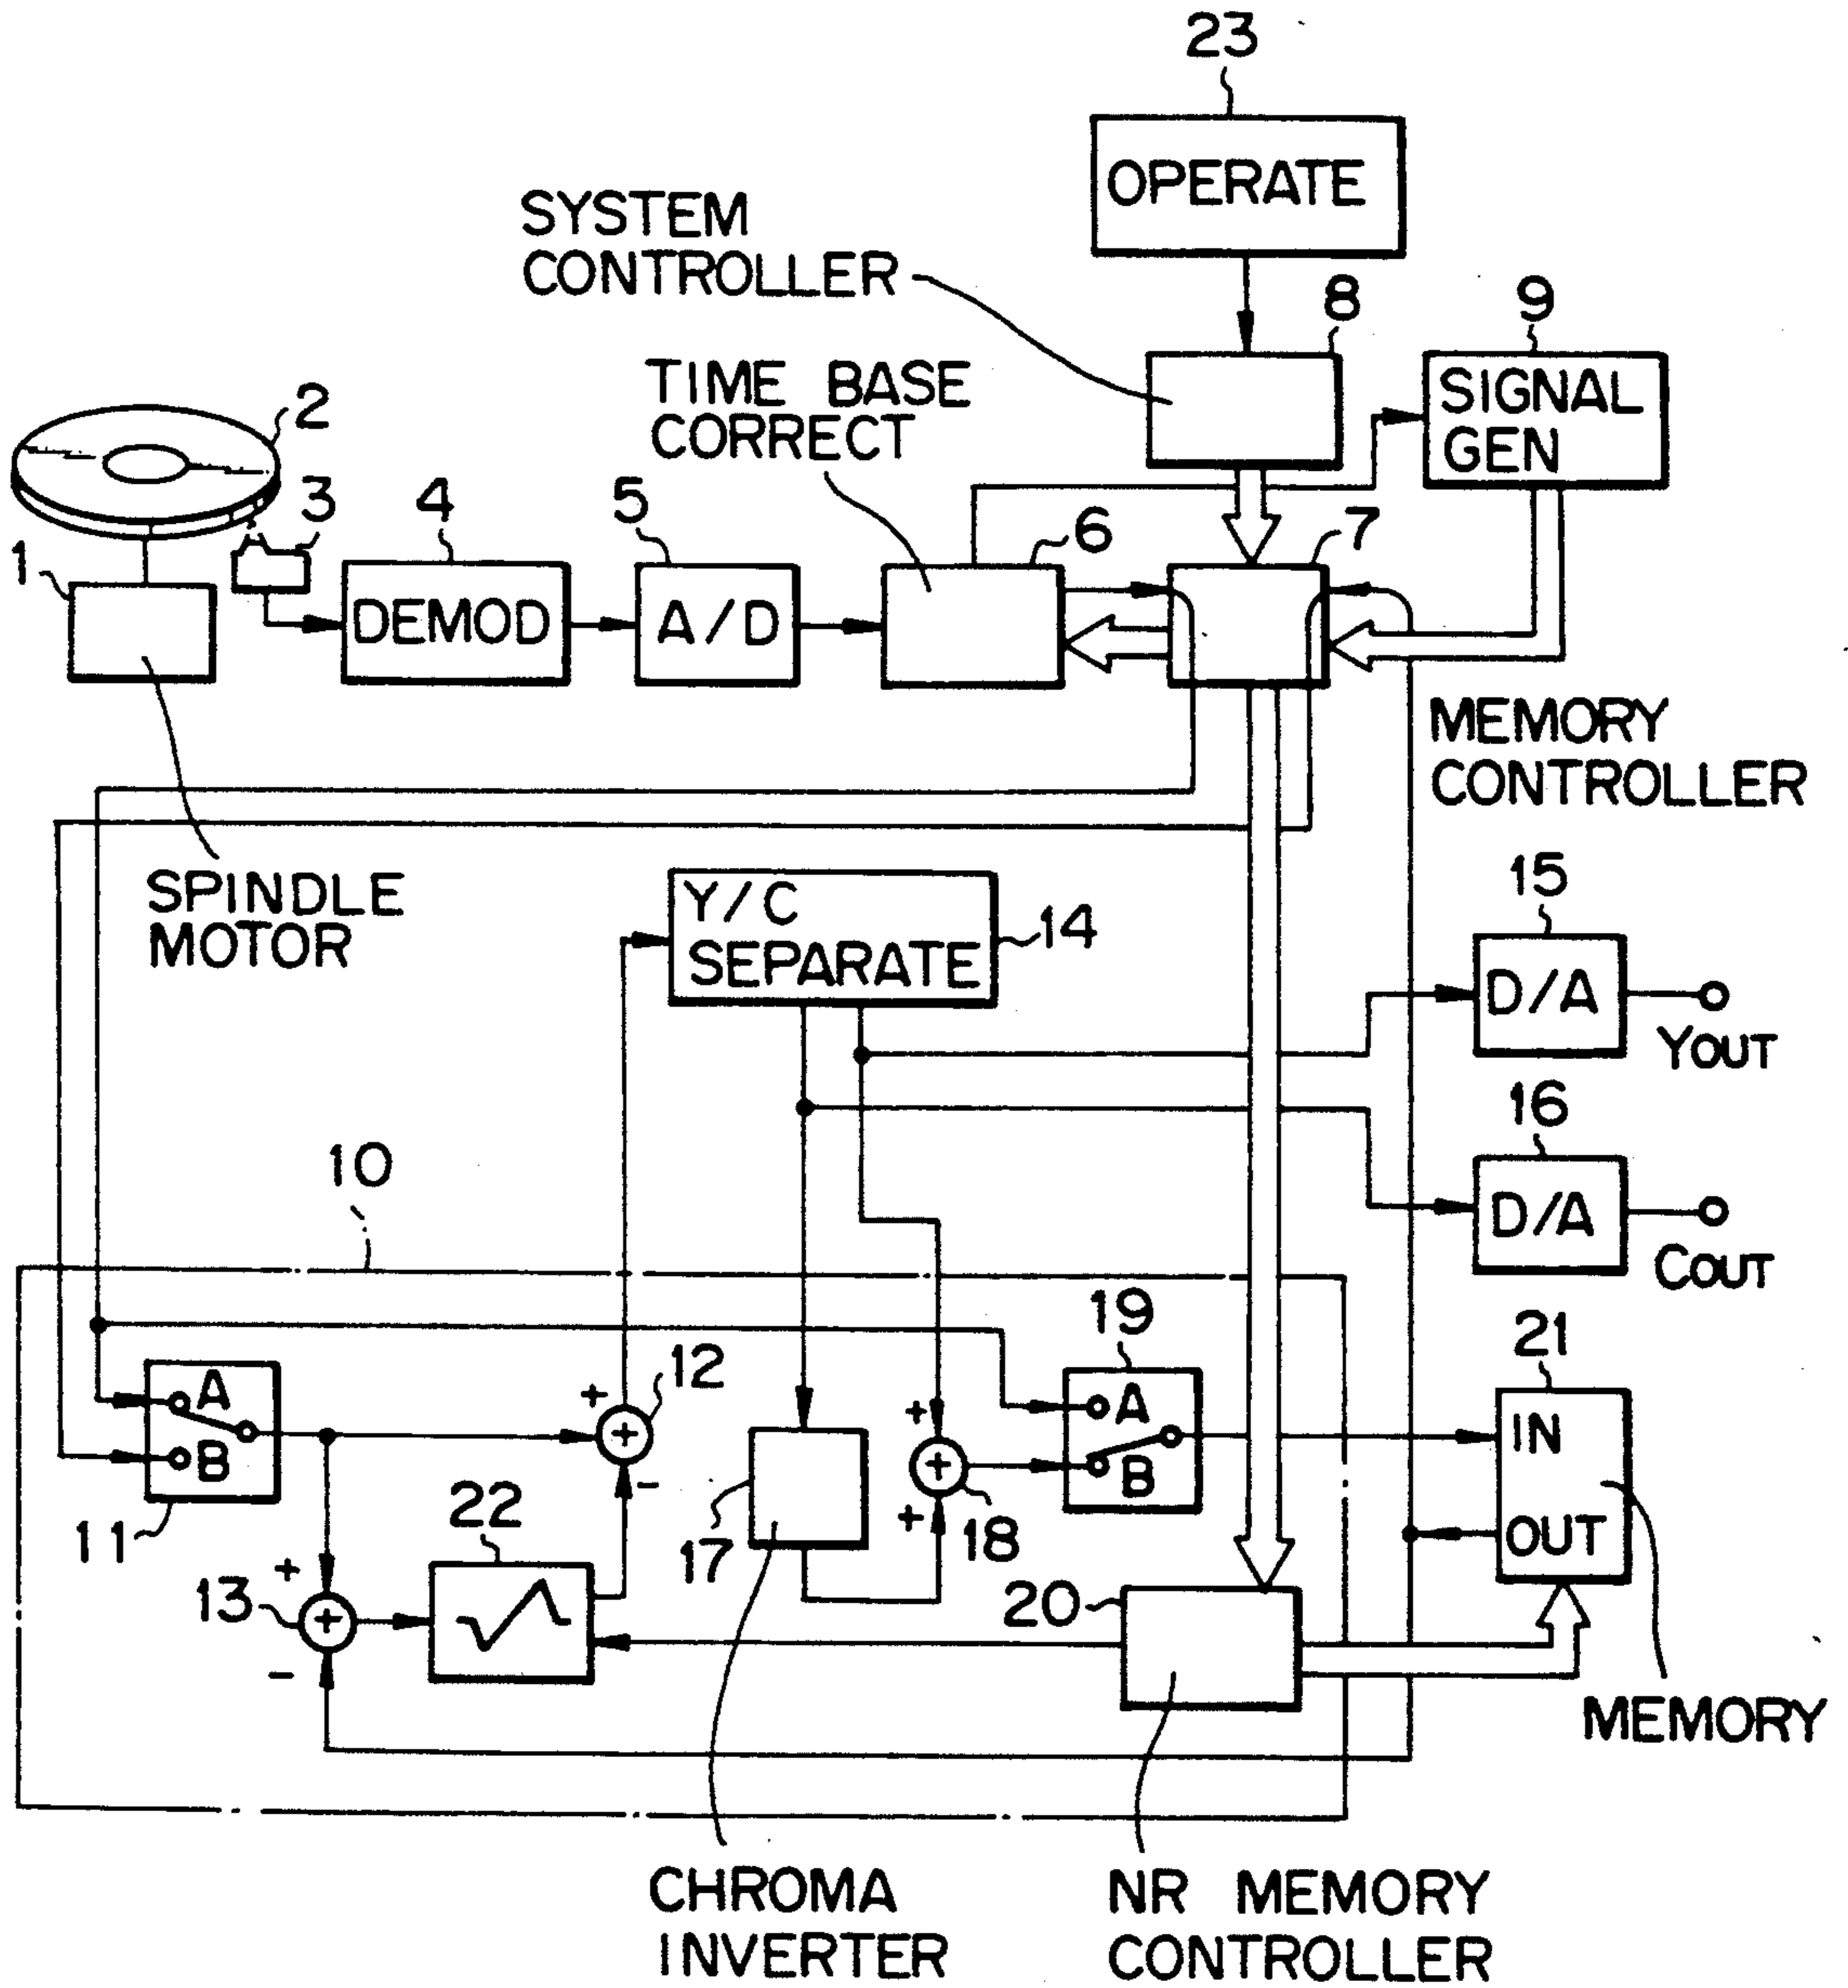 23
OPERATE
SYSTEM
CONTROLLER
8
9
SIGNAL
GEN
TIME BASE
CORRECT
2
3
4
5
6
7
1
DEMOD
A/D
MEMORY
CONTROLLER
SPINDLE
MOTOR
Y/C
SEPARATE
14
15
D/A
YOUT
16
D/A
COUT
10
19
21
A
B
11
+
12
+
-
22
+
13
+
-
17
+
+
+
18
A
B
IN
OUT
20
MEMORY
CHROMA
INVERTER
NR MEMORY
CONTROLLER